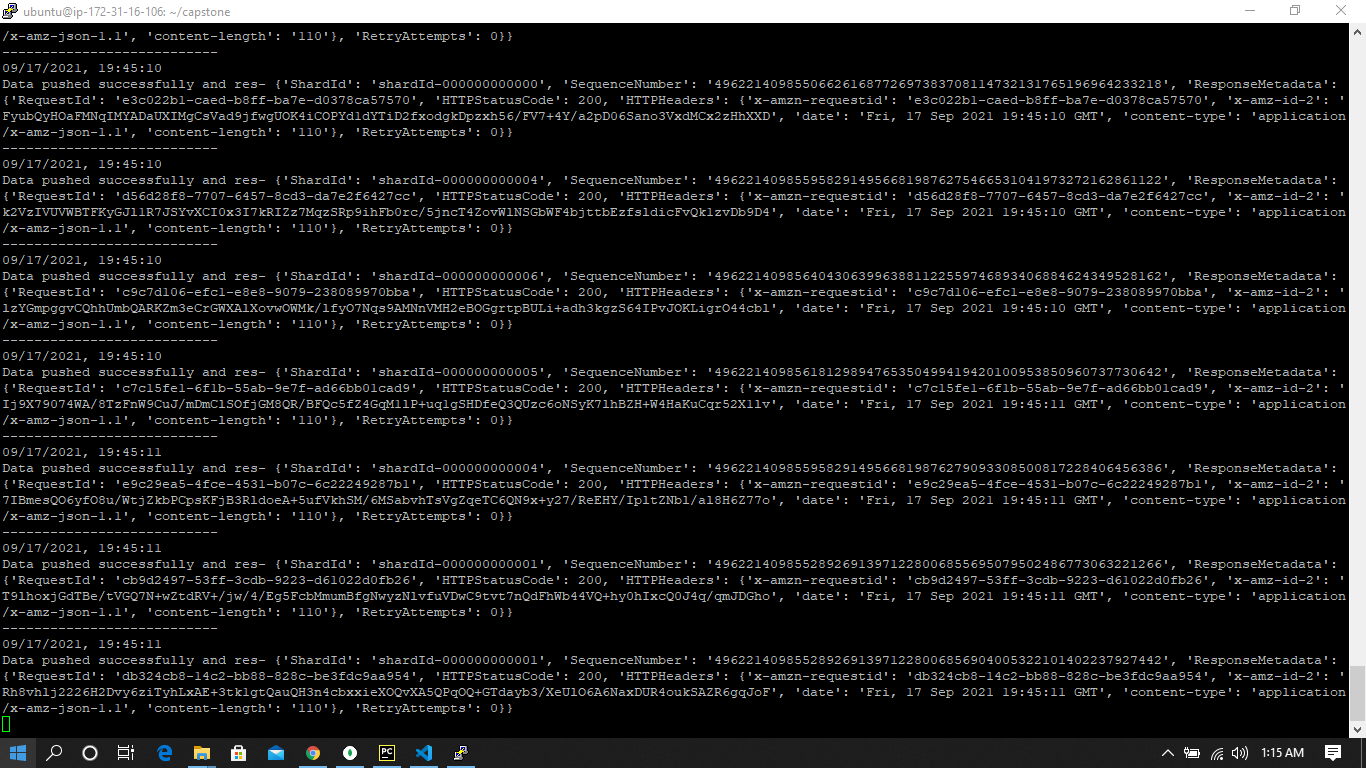 ubuntu@ip-172-31-16-106: ~/capstone
/x-amz-json-1.1', 'content-length': '110'}, 'RetryAttempts': 0}}
---------------------------
09/17/2021, 19:45:10
Data pushed successfully and res- {'ShardId': 'shardId-000000000000', 'SequenceNumber': '49622140985506626168772697383708114732131765196964233218', 'ResponseMetadata':
{'RequestId': 'e3c022b1-caed-b8ff-ba7e-d0378ca57570', 'HTTPStatusCode': 200, 'HTTPHeaders': {'x-amzn-requestid': 'e3c022b1-caed-b8ff-ba7e-d0378ca57570', 'x-amz-id-2': '
FyubQyHOaFMNqIMYADaUXIMgCsVad9jfwgUOK4iCOPYd1dYTiD2fxodgkDpzxh56/FV7+4Y/a2pD06Sano3VxdMCx2zHhXXD', 'date': 'Fri, 17 Sep 2021 19:45:10 GMT', 'content-type': 'application
/x-amz-json-1.1', 'content-length': '110'}, 'RetryAttempts': 0}}
---------------------------
09/17/2021, 19:45:10
Data pushed successfully and res- {'ShardId': 'shardId-000000000004', 'SequenceNumber': '49622140985595829149566819876275466531041973272162861122', 'ResponseMetadata':
{'RequestId': 'd56d28f8-7707-6457-8cd3-da7e2f6427cc', 'HTTPStatusCode': 200, 'HTTPHeaders': {'x-amzn-requestid': 'd56d28f8-7707-6457-8cd3-da7e2f6427cc', 'x-amz-id-2': '
k2VzIVUVWBTFKyGJllR7JSYvXCI0x3I7kRIZz7MqzSRp9ihFb0rc/5jncT4ZovWlNSGbWF4bjttbEzfsldicFvQk1zvDb9D4', 'date': 'Fri, 17 Sep 2021 19:45:10 GMT', 'content-type': 'application
/x-amz-json-1.1', 'content-length': '110'}, 'RetryAttempts': 0}}
---------------------------
09/17/2021, 19:45:10
Data pushed successfully and res- {'ShardId': 'shardId-000000000006', 'SequenceNumber': '49622140985640430639963881122559746893406884624349528162', 'ResponseMetadata':
{'RequestId': 'c9c7d106-efc1-e8e8-9079-238089970bba', 'HTTPStatusCode': 200, 'HTTPHeaders': {'x-amzn-requestid': 'c9c7d106-efc1-e8e8-9079-238089970bba', 'x-amz-id-2': '
lzYGmpggvCQhhUmbQARKZm3eCrGWXAlXovwOWMk/lfyO7Nqs9AMNnVMH2eBOGgrtpBULi+adh3kgzS64IPvJOKLigrO44cbl', 'date': 'Fri, 17 Sep 2021 19:45:10 GMT', 'content-type': 'application
/x-amz-json-1.1', 'content-length': '110'}, 'RetryAttempts': 0}}
---------------------------
09/17/2021, 19:45:10
Data pushed successfully and res- {'ShardId': 'shardId-000000000005', 'SequenceNumber': '49622140985618129894765350499419420100953850960737730642', 'ResponseMetadata':
{'RequestId': 'c7c15fe1-6f1b-55ab-9e7f-ad66bb01cad9', 'HTTPStatusCode': 200, 'HTTPHeaders': {'x-amzn-requestid': 'c7c15fe1-6f1b-55ab-9e7f-ad66bb01cad9', 'x-amz-id-2': '
Ij9X79074WA/8TzFnW9CuJ/mDmClSOfjGM8QR/BFQc5fZ4GqM11P+uqlgSHDfeQ3QUzc6oNSyK7lhBZH+W4HaKuCqr52X1lv', 'date': 'Fri, 17 Sep 2021 19:45:11 GMT', 'content-type': 'application
/x-amz-json-1.1', 'content-length': '110'}, 'RetryAttempts': 0}}
---------------------------
09/17/2021, 19:45:11
Data pushed successfully and res- {'ShardId': 'shardId-000000000004', 'SequenceNumber': '49622140985595829149566819876279093308500817228406456386', 'ResponseMetadata':
{'RequestId': 'e9c29ea5-4fce-4531-b07c-6c22249287b1', 'HTTPStatusCode': 200, 'HTTPHeaders': {'x-amzn-requestid': 'e9c29ea5-4fce-4531-b07c-6c22249287b1', 'x-amz-id-2': '
7IBmesQO6yfO8u/WtjZkbPCpsKFjB3RldoeA+5ufVkhSM/6MSabvhTsVgZqeTC6QN9x+y27/ReEHY/Ip1tZNbl/al8H6Z77o', 'date': 'Fri, 17 Sep 2021 19:45:11 GMT', 'content-type': 'application
/x-amz-json-1.1', 'content-length': '110'}, 'RetryAttempts': 0}}
---------------------------
09/17/2021, 19:45:11
Data pushed successfully and res- {'ShardId': 'shardId-000000000001', 'SequenceNumber': '49622140985528926913971228006855695079502486773063221266', 'ResponseMetadata':
{'RequestId': 'cb9d2497-53ff-3cdb-9223-d61022d0fb26', 'HTTPStatusCode': 200, 'HTTPHeaders': {'x-amzn-requestid': 'cb9d2497-53ff-3cdb-9223-d61022d0fb26', 'x-amz-id-2': '
T9lhoxjGdTBe/tVGQ7N+wZtdRV+/jw/4/Eg5FcbMmumBfgNwyzNlvfuVDwC9tvt7nQdFhWb44VQ+hy0hIxcQ0J4q/qmJDGho', 'date': 'Fri, 17 Sep 2021 19:45:11 GMT', 'content-type': 'application
/x-amz-json-1.1', 'content-length': '110'}, 'RetryAttempts': 0}}
---------------------------
09/17/2021, 19:45:11
Data pushed successfully and res- {'ShardId': 'shardId-000000000001', 'SequenceNumber': '49622140985528926913971228006856904005322101402237927442', 'ResponseMetadata':
{'RequestId': 'db324cb8-14c2-bb88-828c-be3fdc9aa954', 'HTTPStatusCode': 200, 'HTTPHeaders': {'x-amzn-requestid': 'db324cb8-14c2-bb88-828c-be3fdc9aa954', 'x-amz-id-2': '
Rh8vhlj2226H2Dvy6ziTyhLxAE+3tklgtQauQH3n4cbxxieXOQvXA5QPqOQ+GTdayb3/XeUlO6A6NaxDUR4oukSAZR6gqJoF', 'date': 'Fri, 17 Sep 2021 19:45:11 GMT', 'content-type': 'application
/x-amz-json-1.1', 'content-length': '110'}, 'RetryAttempts': 0}}
PC
1:15 AM